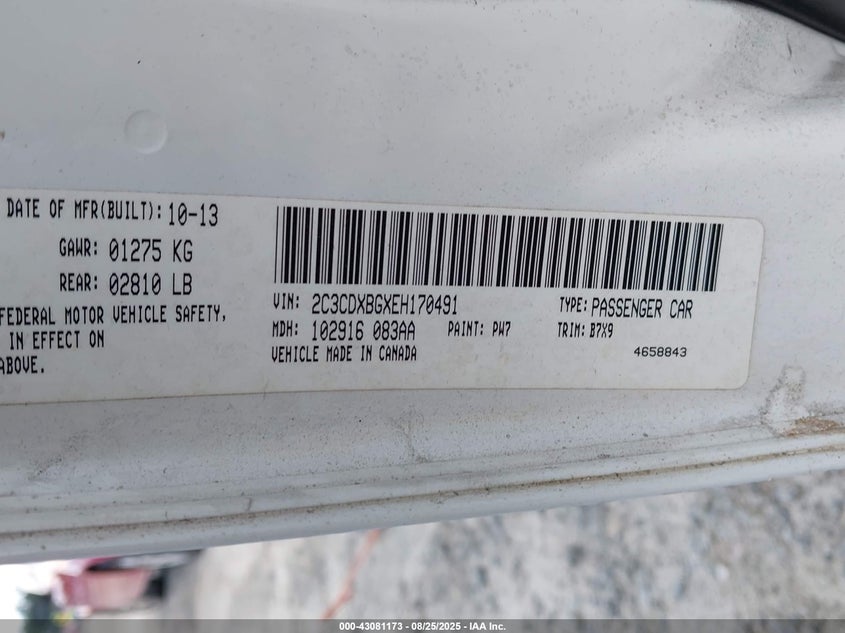 DATE OF MFR(BUILT): 10-13
GAWR: 01275 KG
REAR: 02810 LB
FEDERAL MOTOR VEHICLE SAFETY,
IN EFFECT ON
ABOVE.
VIN: 2C3CDXBGXEH170491
TYPE: PASSENGER CAR
MDH: 102916 083AA
PAINT: PW7
TRIM: B7X9
VEHICLE MADE IN CANADA
4658843
000-43081173 - 08/25/2025 - IAA Inc.